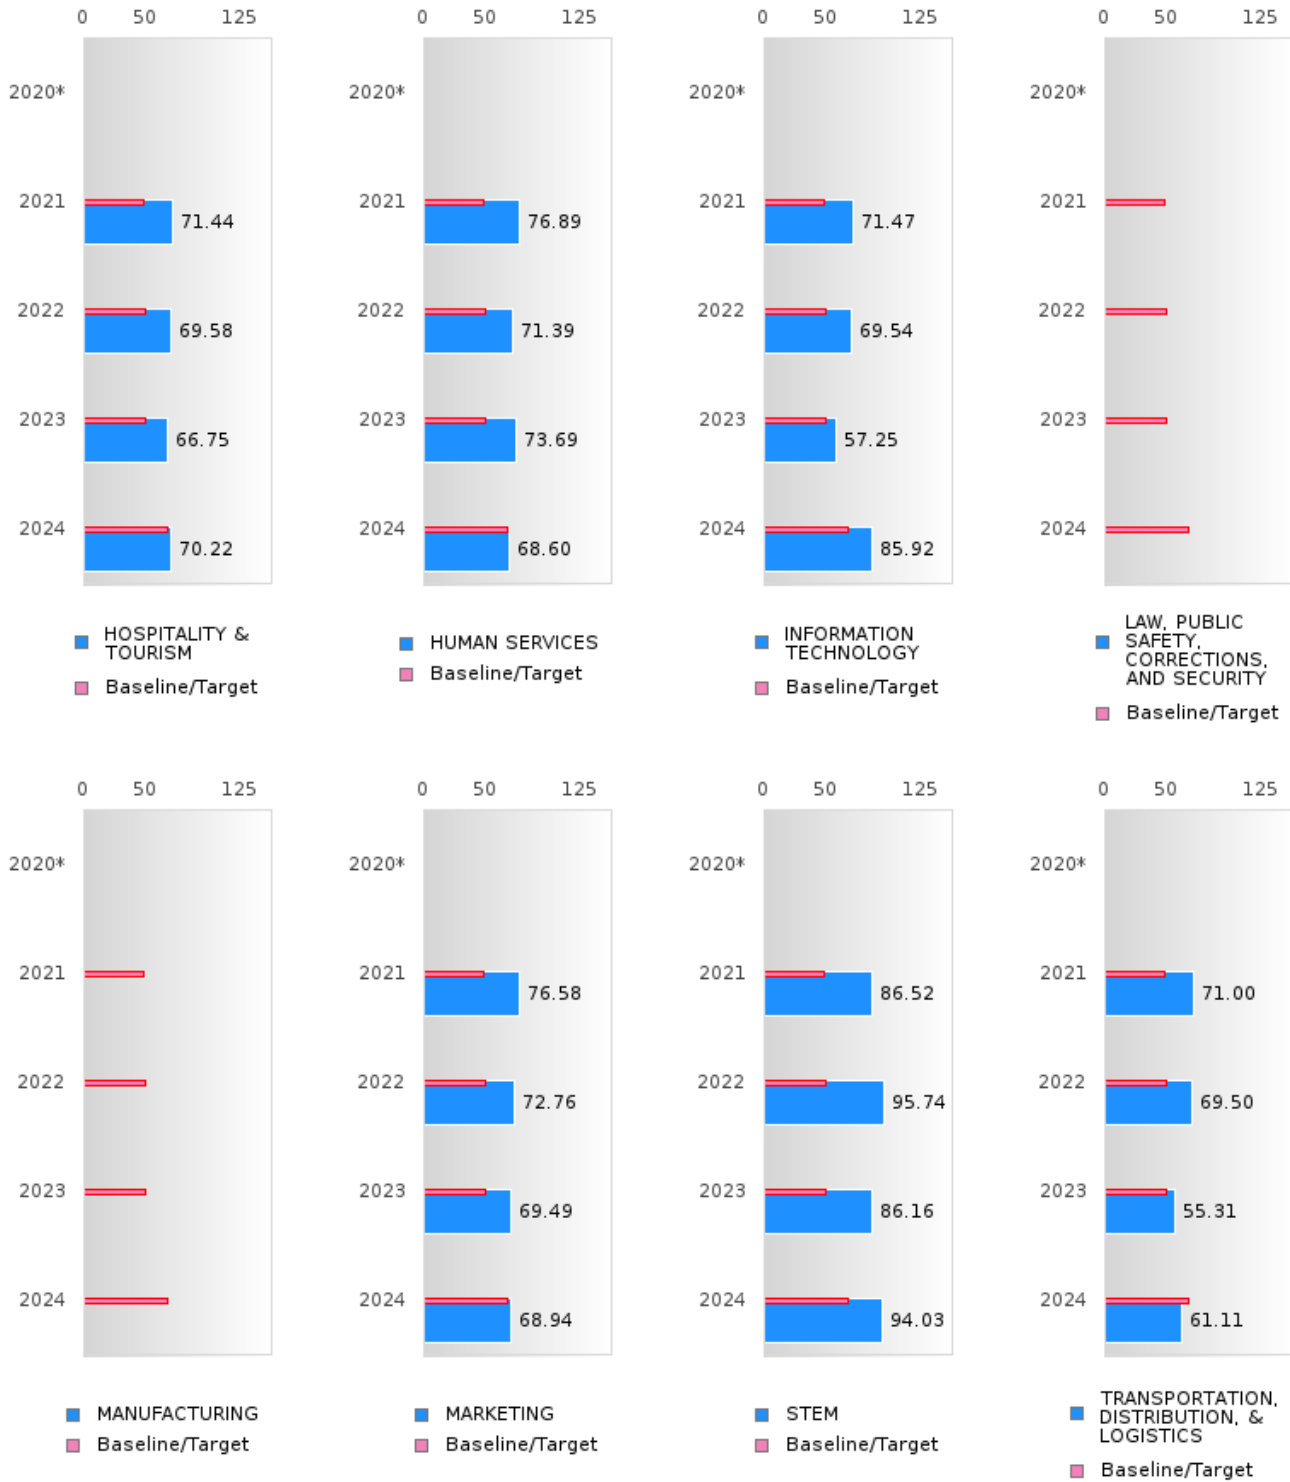 0 50 125
2020*
2021 71.44
2022 69.58
2023 66.75
2024 70.22
HOSPITALITY &
TOURISM
Baseline/Target
0 50 125
2020*
2021 76.89
2022 71.39
2023 73.69
2024 68.60
HUMAN SERVICES
Baseline/Target
0 50 125
2020*
2021 71.47
2022 69.54
2023 57.25
2024 85.92
INFORMATION
TECHNOLOGY
Baseline/Target
0 50 125
2020*
2021
2022
2023
2024
LAW, PUBLIC
SAFETY,
CORRECTIONS,
AND SECURITY
Baseline/Target
0 50 125
2020*
2021
2022
2023
2024
MANUFACTURING
Baseline/Target
0 50 125
2020*
2021 76.58
2022 72.76
2023 69.49
2024 68.94
MARKETING
Baseline/Target
0 50 125
2020*
2021 86.52
2022 95.74
2023 86.16
2024 94.03
STEM
Baseline/Target
0 50 125
2020*
2021 71.00
2022 69.50
2023 55.31
2024 61.11
TRANSPORTATION,
DISTRIBUTION, &
LOGISTICS
Baseline/Target